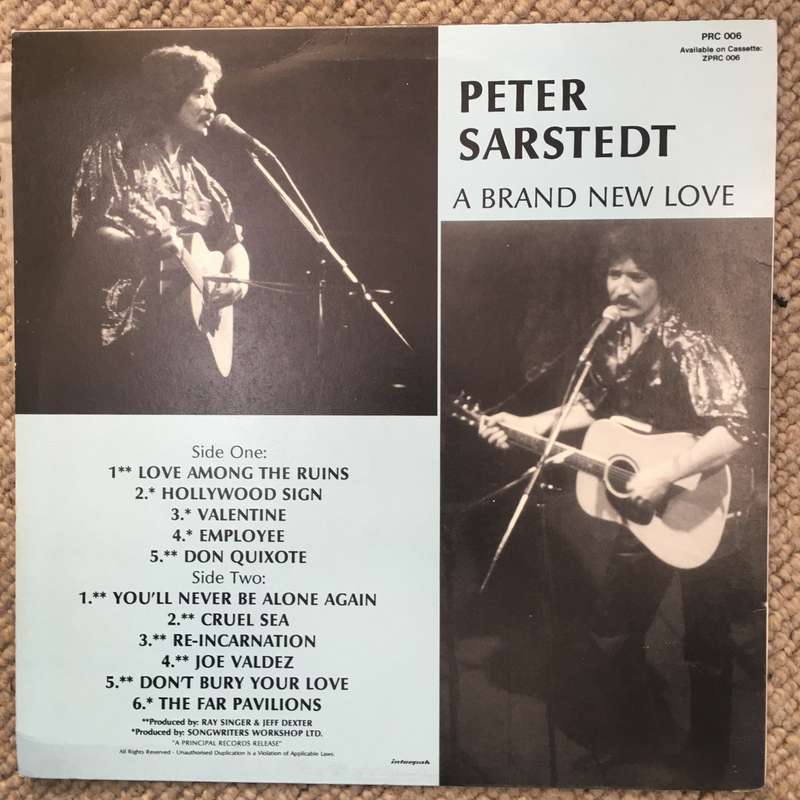 PRC 006
Available on Cassette:
ZPRC 006
PETER
SARSTEDT
A BRAND NEW LOVE
Side One:
1** LOVE AMONG THE RUINS
2.* HOLLYWOOD SIGN
3.* VALENTINE
4.* EMPLOYEE
5.** DON QUIXOTE
Side Two:
1.** YOU'LL NEVER BE ALONE AGAIN
2.** CRUEL SEA
3.** RE-INCARNATION
4.** JOE VALDEZ
5.** DON'T BURY YOUR LOVE
6.* THE FAR PAVILIONS
**Produced by: RAY SINGER & JEFF DEXTER
*Produced by: SONGWRITERS WORKSHOP LTD.
"A PRINCIPAL RECORDS RELEASE"
All Rights Reserved - Unauthorised Duplication is a Violation of Applicable Laws.
interpak